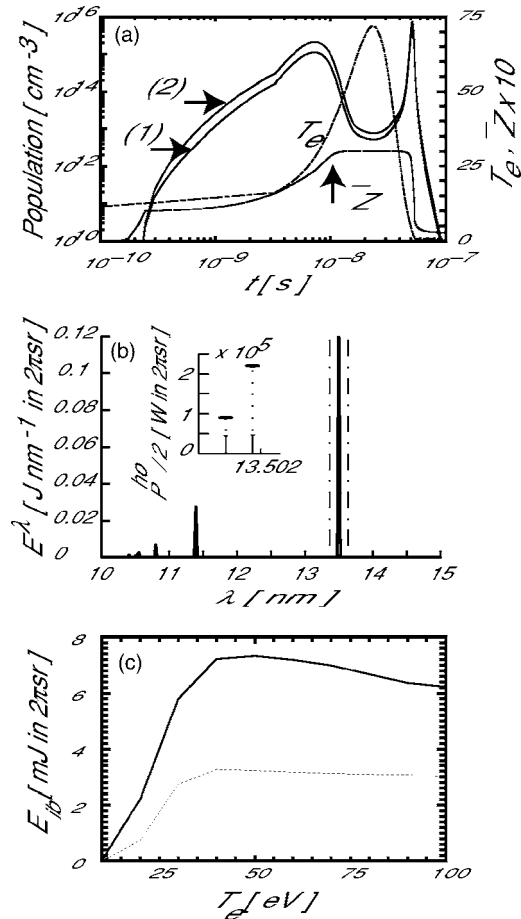 (a)
Population [ cm-3 ]
10^16
10^14
10^12
10^10
(2)
(1)
Te
Z̄
75
50
25
0
Te , Z̄ x 10
10^-10
10^-9
10^-8
10^-7
t [ s ]
(b)
E^λ [ J nm^-1 in 2πsr ]
0.12
0.1
0.08
0.06
0.04
0.02
0
P^ho /2 [ W in 2πsr ]
x 10^5
2
1
0
13.502
10
11
12
13
14
15
λ [ nm ]
(c)
E_ib [ mJ in 2πsr ]
8
6
4
2
0
25
50
75
100
Te [ eV ]